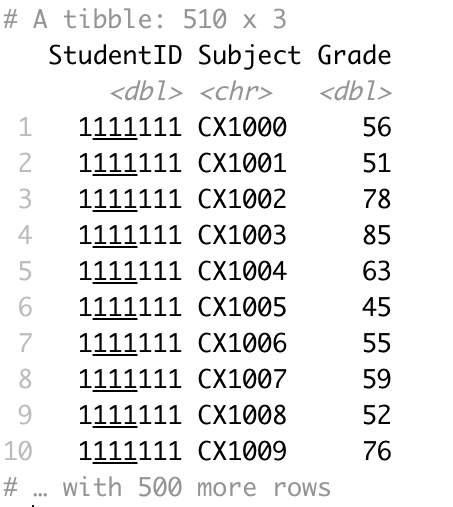 # A tibble: 510 x 3
StudentID Subject Grade
<dbl> <chr> <dbl>
1 1111111 CX1000 56
2 1111111 CX1001 51
3 1111111 CX1002 78
4 1111111 CX1003 85
5 1111111 CX1004 63
6 1111111 CX1005 45
7 1111111 CX1006 55
8 1111111 CX1007 59
9 1111111 CX1008 52
10 1111111 CX1009 76
# … with 500 more rows